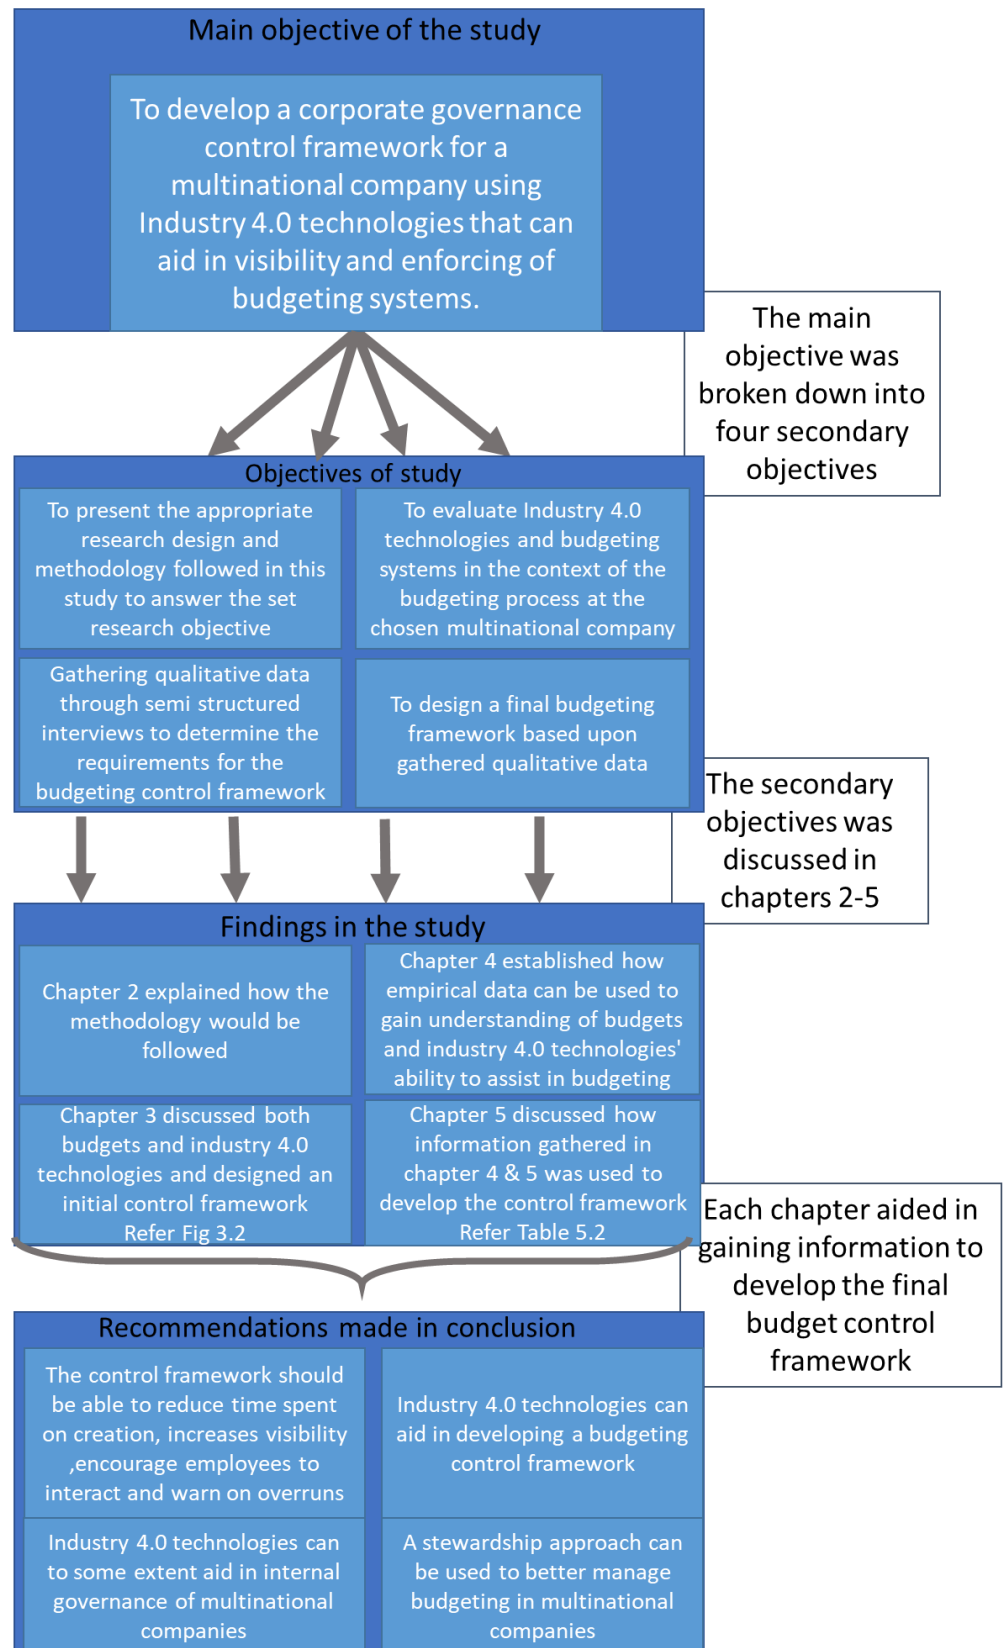 Main objective of the study
To develop a corporate governance
control framework for a
multinational company using
Industry 4.0 technologies that can
aid in visibility and enforcing of
budgeting systems.
The main
objective was
broken down into
four secondary
objectives
Objectives of study
To present the appropriate
research design and
methodology followed in this
study to answer the set
research objective
To evaluate Industry 4.0
technologies and budgeting
systems in the context of the
budgeting process at the
chosen multinational company
Gathering qualitative data
through semi structured
interviews to determine the
requirements for the
budgeting control framework
To design a final budgeting
framework based upon
gathered qualitative data
The secondary
objectives was
discussed in
chapters 2-5
Findings in the study
Chapter 2 explained how the
methodology would be
followed
Chapter 4 established how
empirical data can be used to
gain understanding of budgets
and industry 4.0 technologies'
ability to assist in budgeting
Chapter 3 discussed both
budgets and industry 4.0
technologies and designed an
initial control framework
Refer Fig 3.2
Chapter 5 discussed how
information gathered in
chapter 4 & 5 was used to
develop the control framework
Refer Table 5.2
Each chapter aided in
gaining information to
develop the final
budget control
framework
Recommendations made in conclusion
The control framework should
be able to reduce time spent
on creation, increases visibility
,encourage employees to
interact and warn on overruns
Industry 4.0 technologies can
aid in developing a budgeting
control framework
Industry 4.0 technologies can
to some extent aid in internal
governance of multinational
companies
A stewardship approach can
be used to better manage
budgeting in multinational
companies